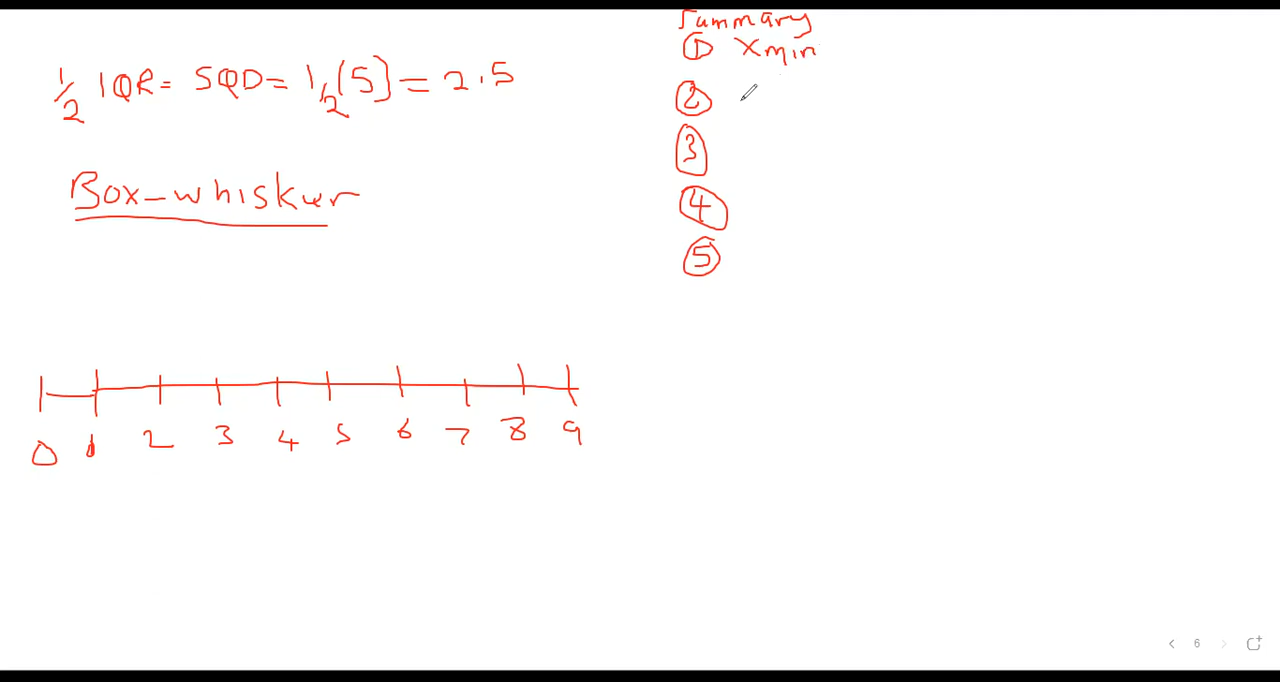 ½ IQR = SQD = ½(5] = 2.5
Box-whiskur
0 1 2 3 4 5 6 7 8 9
Summary
① Xmin
②
③
④
⑤
6